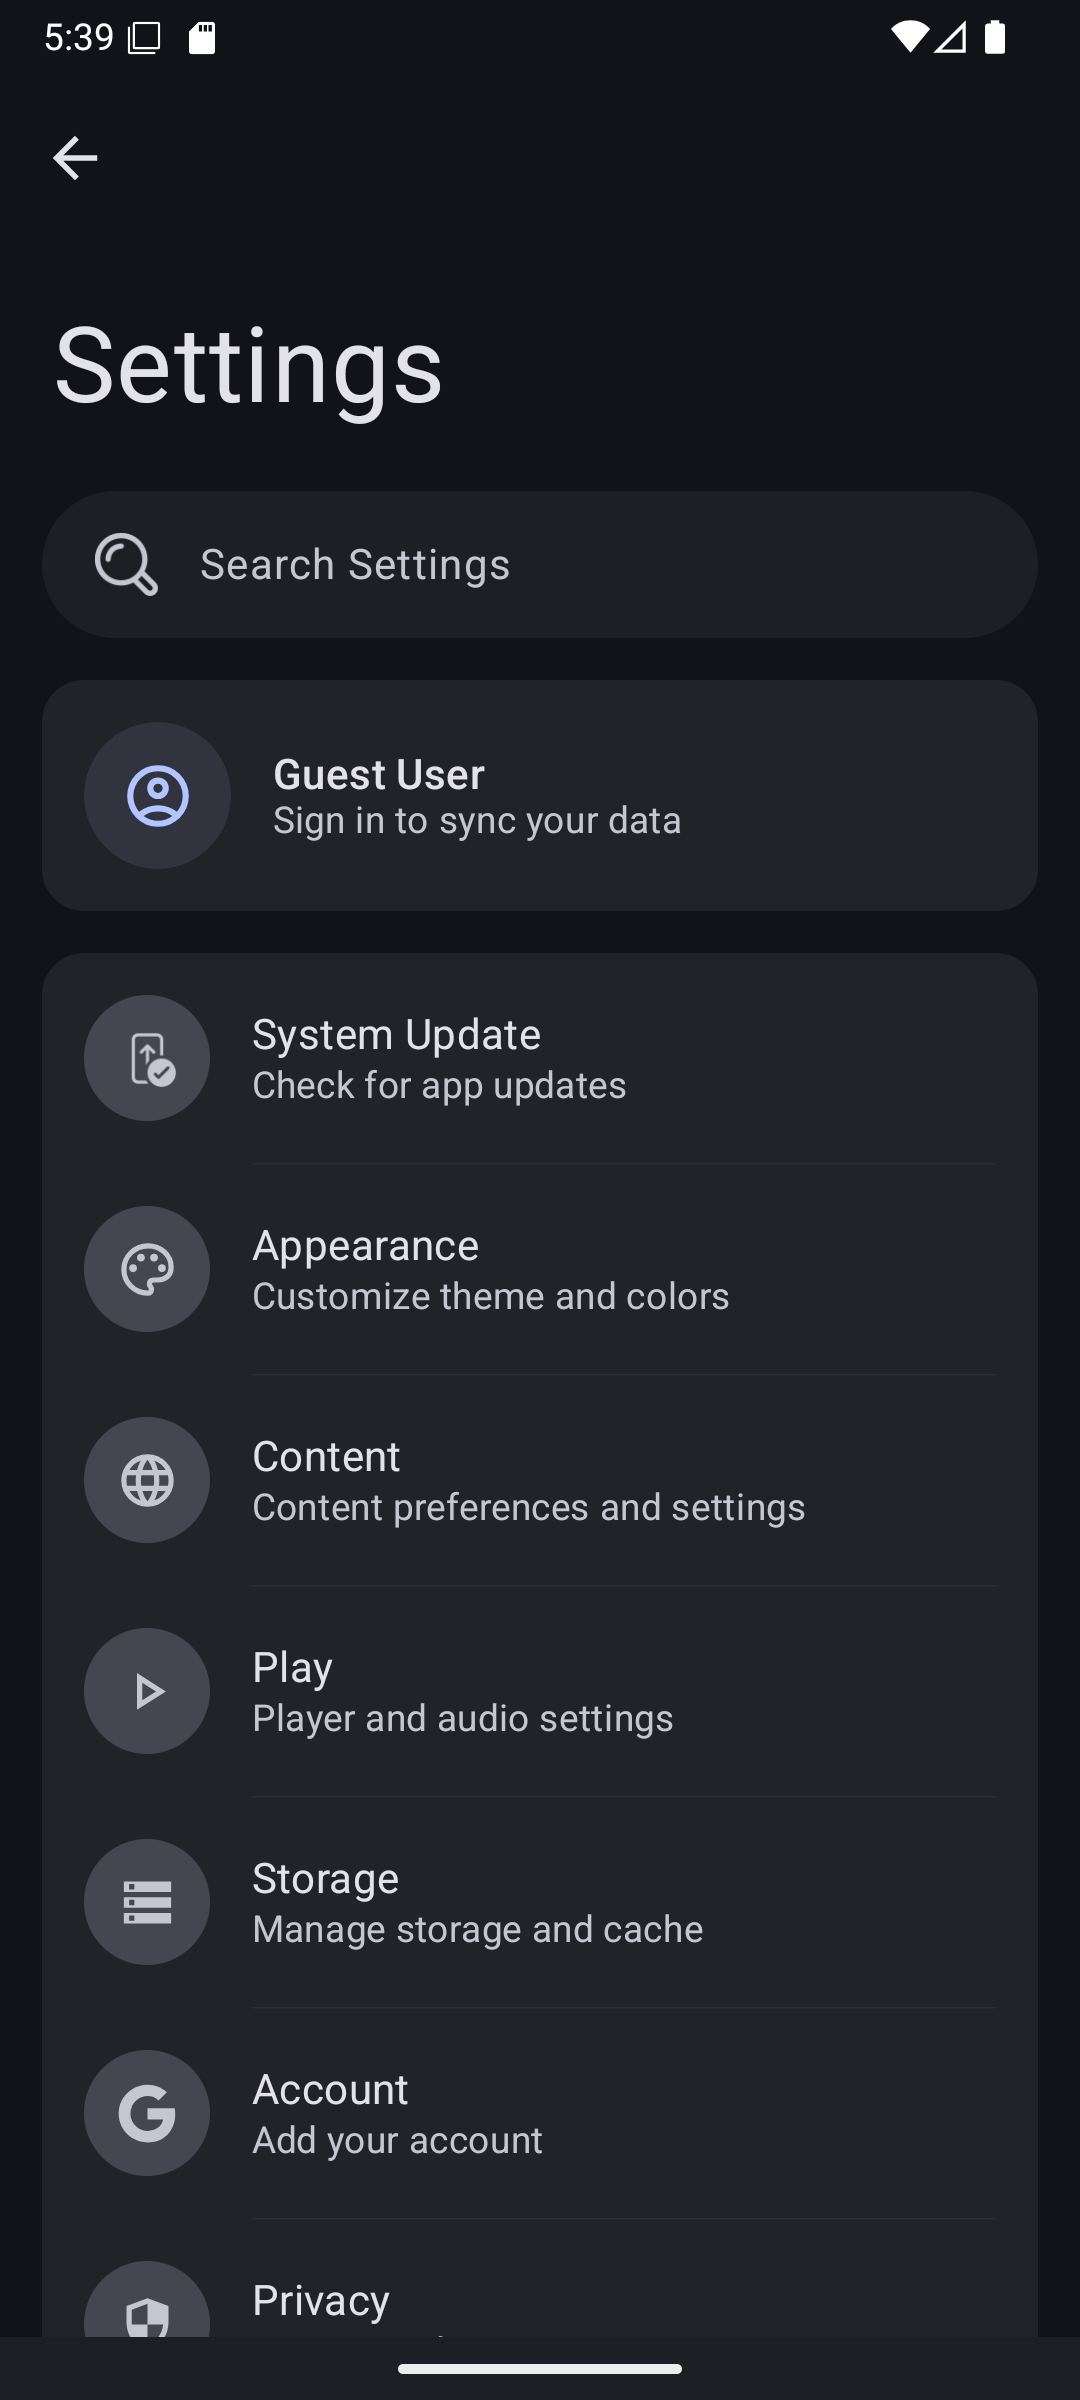 5:39
Settings
Search Settings
Guest User
Sign in to sync your data
System Update
Check for app updates
Appearance
Customize theme and colors
Content
Content preferences and settings
Play
Player and audio settings
Storage
Manage storage and cache
Account
Add your account
Privacy